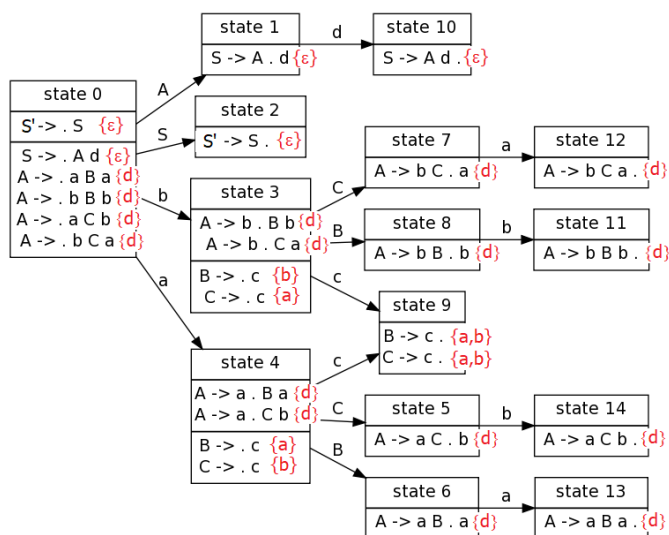 state 0
S' -> . S {ε}
S -> . A d {ε}
A -> . a B a {d}
A -> . b B b {d}
A -> . a C b {d}
A -> . b C a {d}
A
S
b
a
state 1
S -> A . d {ε}
d
state 10
S -> A d . {ε}
state 2
S' -> S . {ε}
state 3
A -> b . B b {d}
A -> b . C a {d}
B -> . c {b}
C -> . c {a}
C
B
c
state 7
A -> b C . a {d}
a
state 12
A -> b C a . {d}
state 8
A -> b B . b {d}
b
state 11
A -> b B b . {d}
state 9
B -> c . {a,b}
C -> c . {a,b}
state 4
A -> a . B a {d}
A -> a . C b {d}
B -> . c {a}
C -> . c {b}
c
C
B
state 5
A -> a C . b {d}
b
state 14
A -> a C b . {d}
state 6
A -> a B . a {d}
a
state 13
A -> a B a . {d}